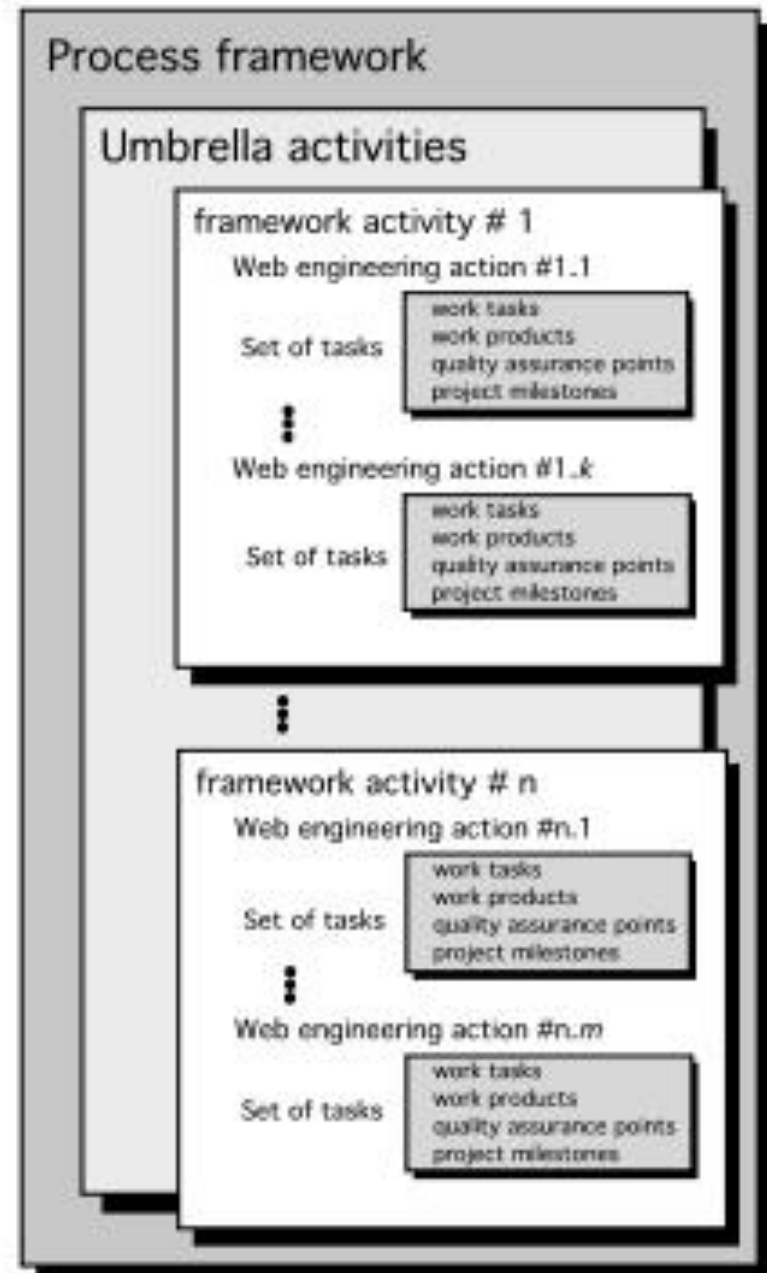 Process framework
Umbrella activities
framework activity # 1
Web engineering action #1.1
Set of tasks
work tasks
work products
quality assurance points
project milestones
Web engineering action #1.k
Set of tasks
work tasks
work products
quality assurance points
project milestones
framework activity # n
Web engineering action #n.1
Set of tasks
work tasks
work products
quality assurance points
project milestones
Web engineering action #n.m
Set of tasks
work tasks
work products
quality assurance points
project milestones